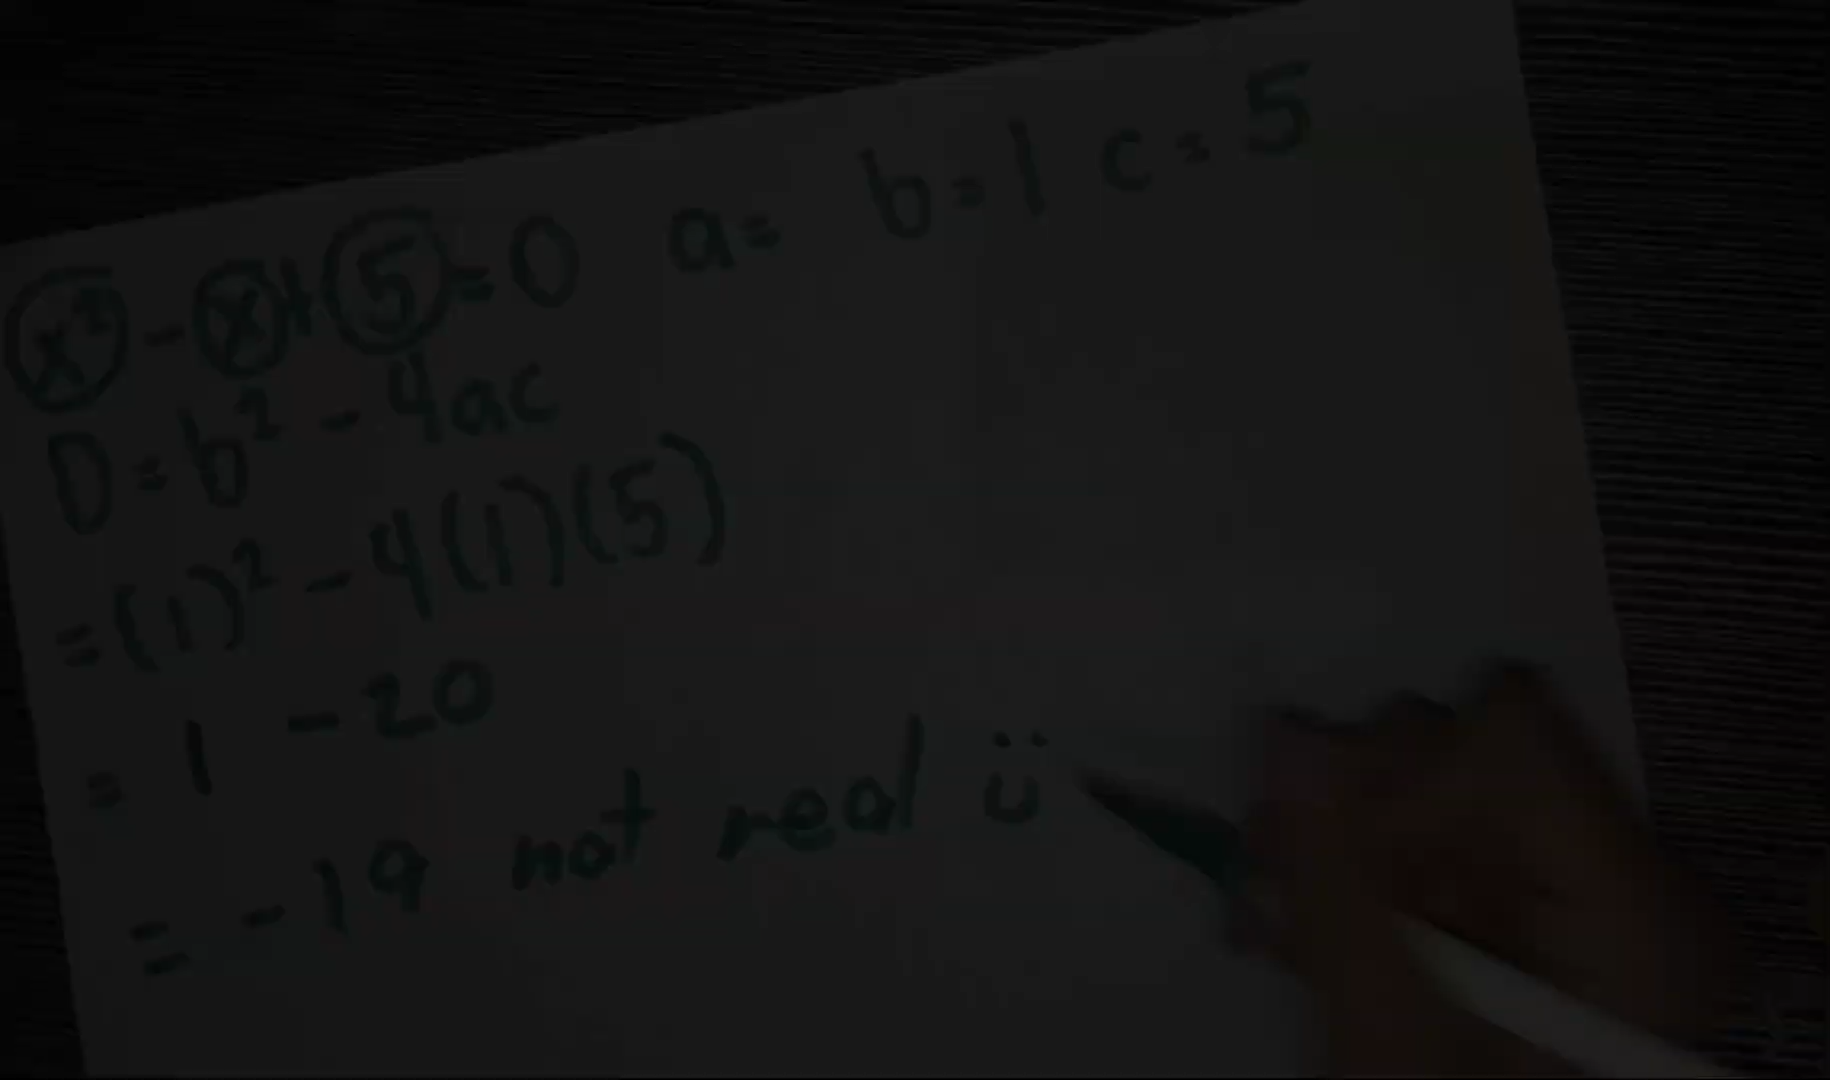 x² - x + 5 = 0 a= b=1 c=5
D = b² - 4ac
= (1)² - 4(1)(5)
= 1 - 20
= -19 not real ü